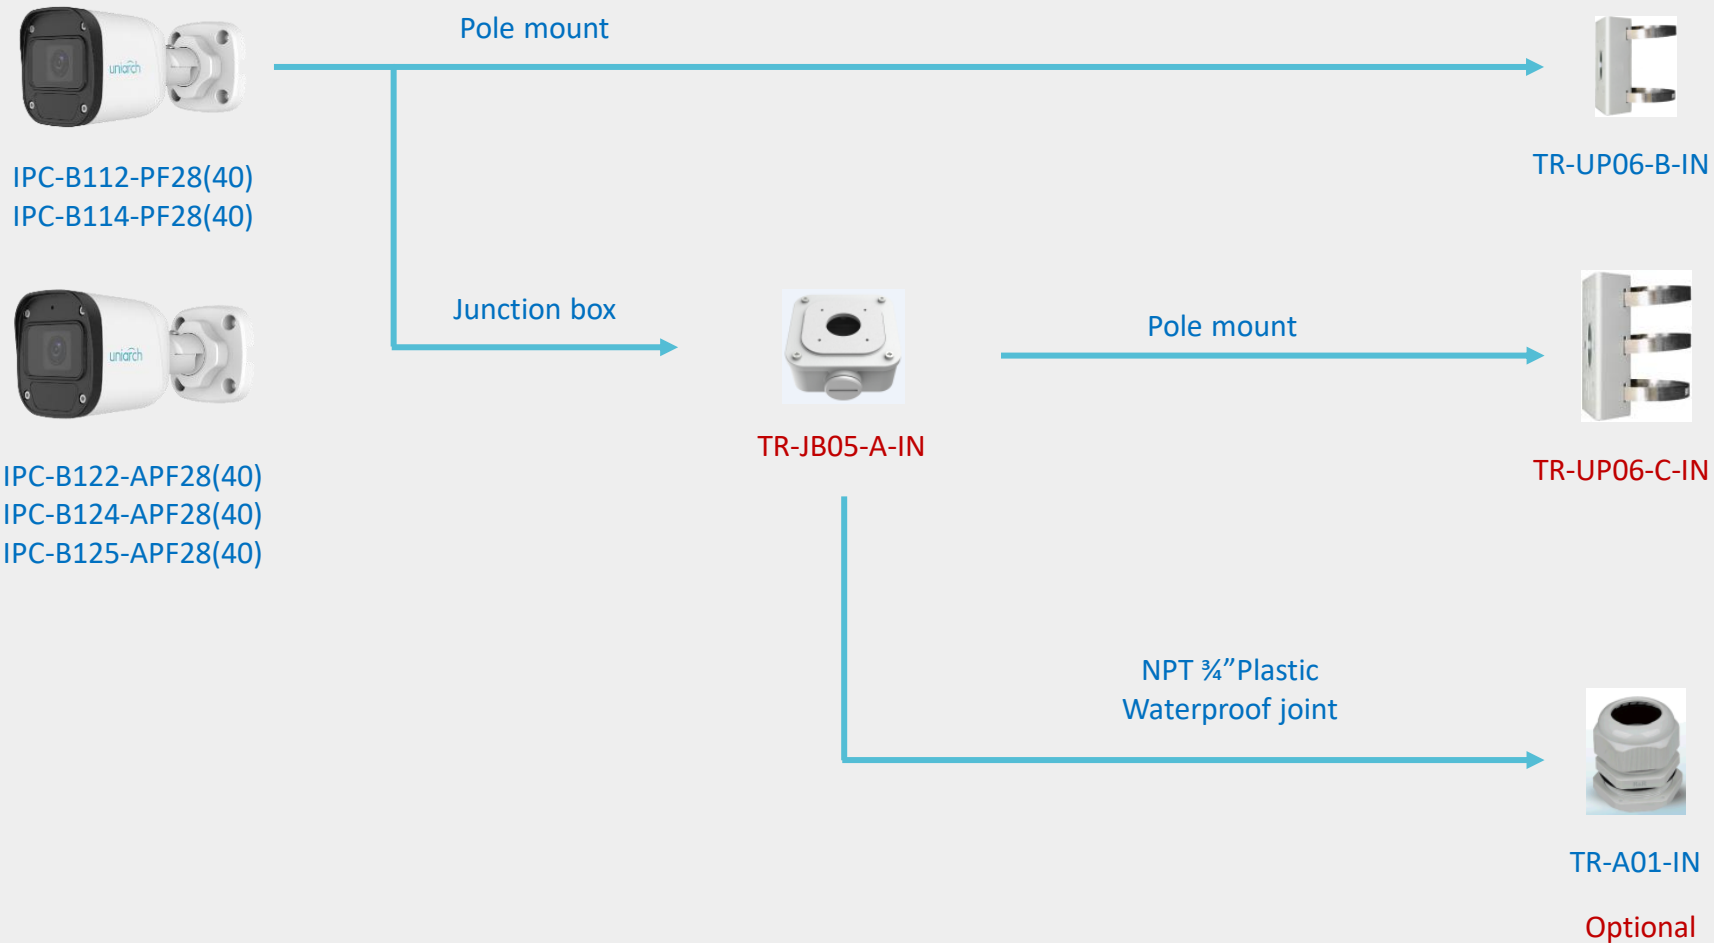 Pole mount
uniarch
IPC-B112-PF28(40)
IPC-B114-PF28(40)
TR-UP06-B-IN
uniarch
Junction box
Pole mount
IPC-B122-APF28(40)
IPC-B124-APF28(40)
IPC-B125-APF28(40)
TR-JB05-A-IN
TR-UP06-C-IN
NPT ¾”Plastic
Waterproof joint
TR-A01-IN
Optional